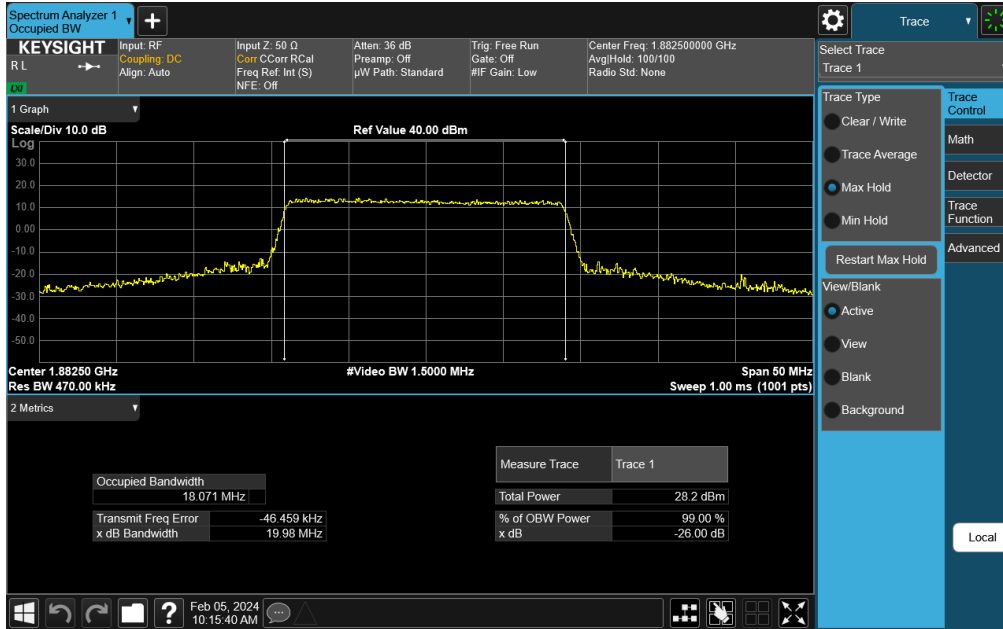 Spectrum Analyzer 1
Occupied BW
Trace
KEYSIGHT
R L
LXI
Input: RF
Coupling: DC
Align: Auto
Input Z: 50 Ω
Corr CCorr RCal
Freq Ref: Int (S)
NFE: Off
Atten: 36 dB
Preamp: Off
µW Path: Standard
Trig: Free Run
Gate: Off
#IF Gain: Low
Center Freq: 1.882500000 GHz
Avg|Hold: 100/100
Radio Std: None
Select Trace
Trace 1
1 Graph
Scale/Div 10.0 dB
Ref Value 40.00 dBm
Log
30.0
20.0
10.0
0.00
-10.0
-20.0
-30.0
-40.0
-50.0
Center 1.88250 GHz
#Video BW 1.5000 MHz
Span 50 MHz
Res BW 470.00 kHz
Sweep 1.00 ms (1001 pts)
2 Metrics
Measure Trace
Trace 1
Occupied Bandwidth
18.071 MHz
Total Power
28.2 dBm
Transmit Freq Error
-46.459 kHz
% of OBW Power
99.00 %
x dB Bandwidth
19.98 MHz
x dB
-26.00 dB
Trace Type
Clear / Write
Trace Average
Max Hold
Min Hold
Restart Max Hold
View/Blank
Active
View
Blank
Background
Trace
Control
Math
Detector
Trace
Function
Advanced
Local
?
Feb 05, 2024
10:15:40 AM